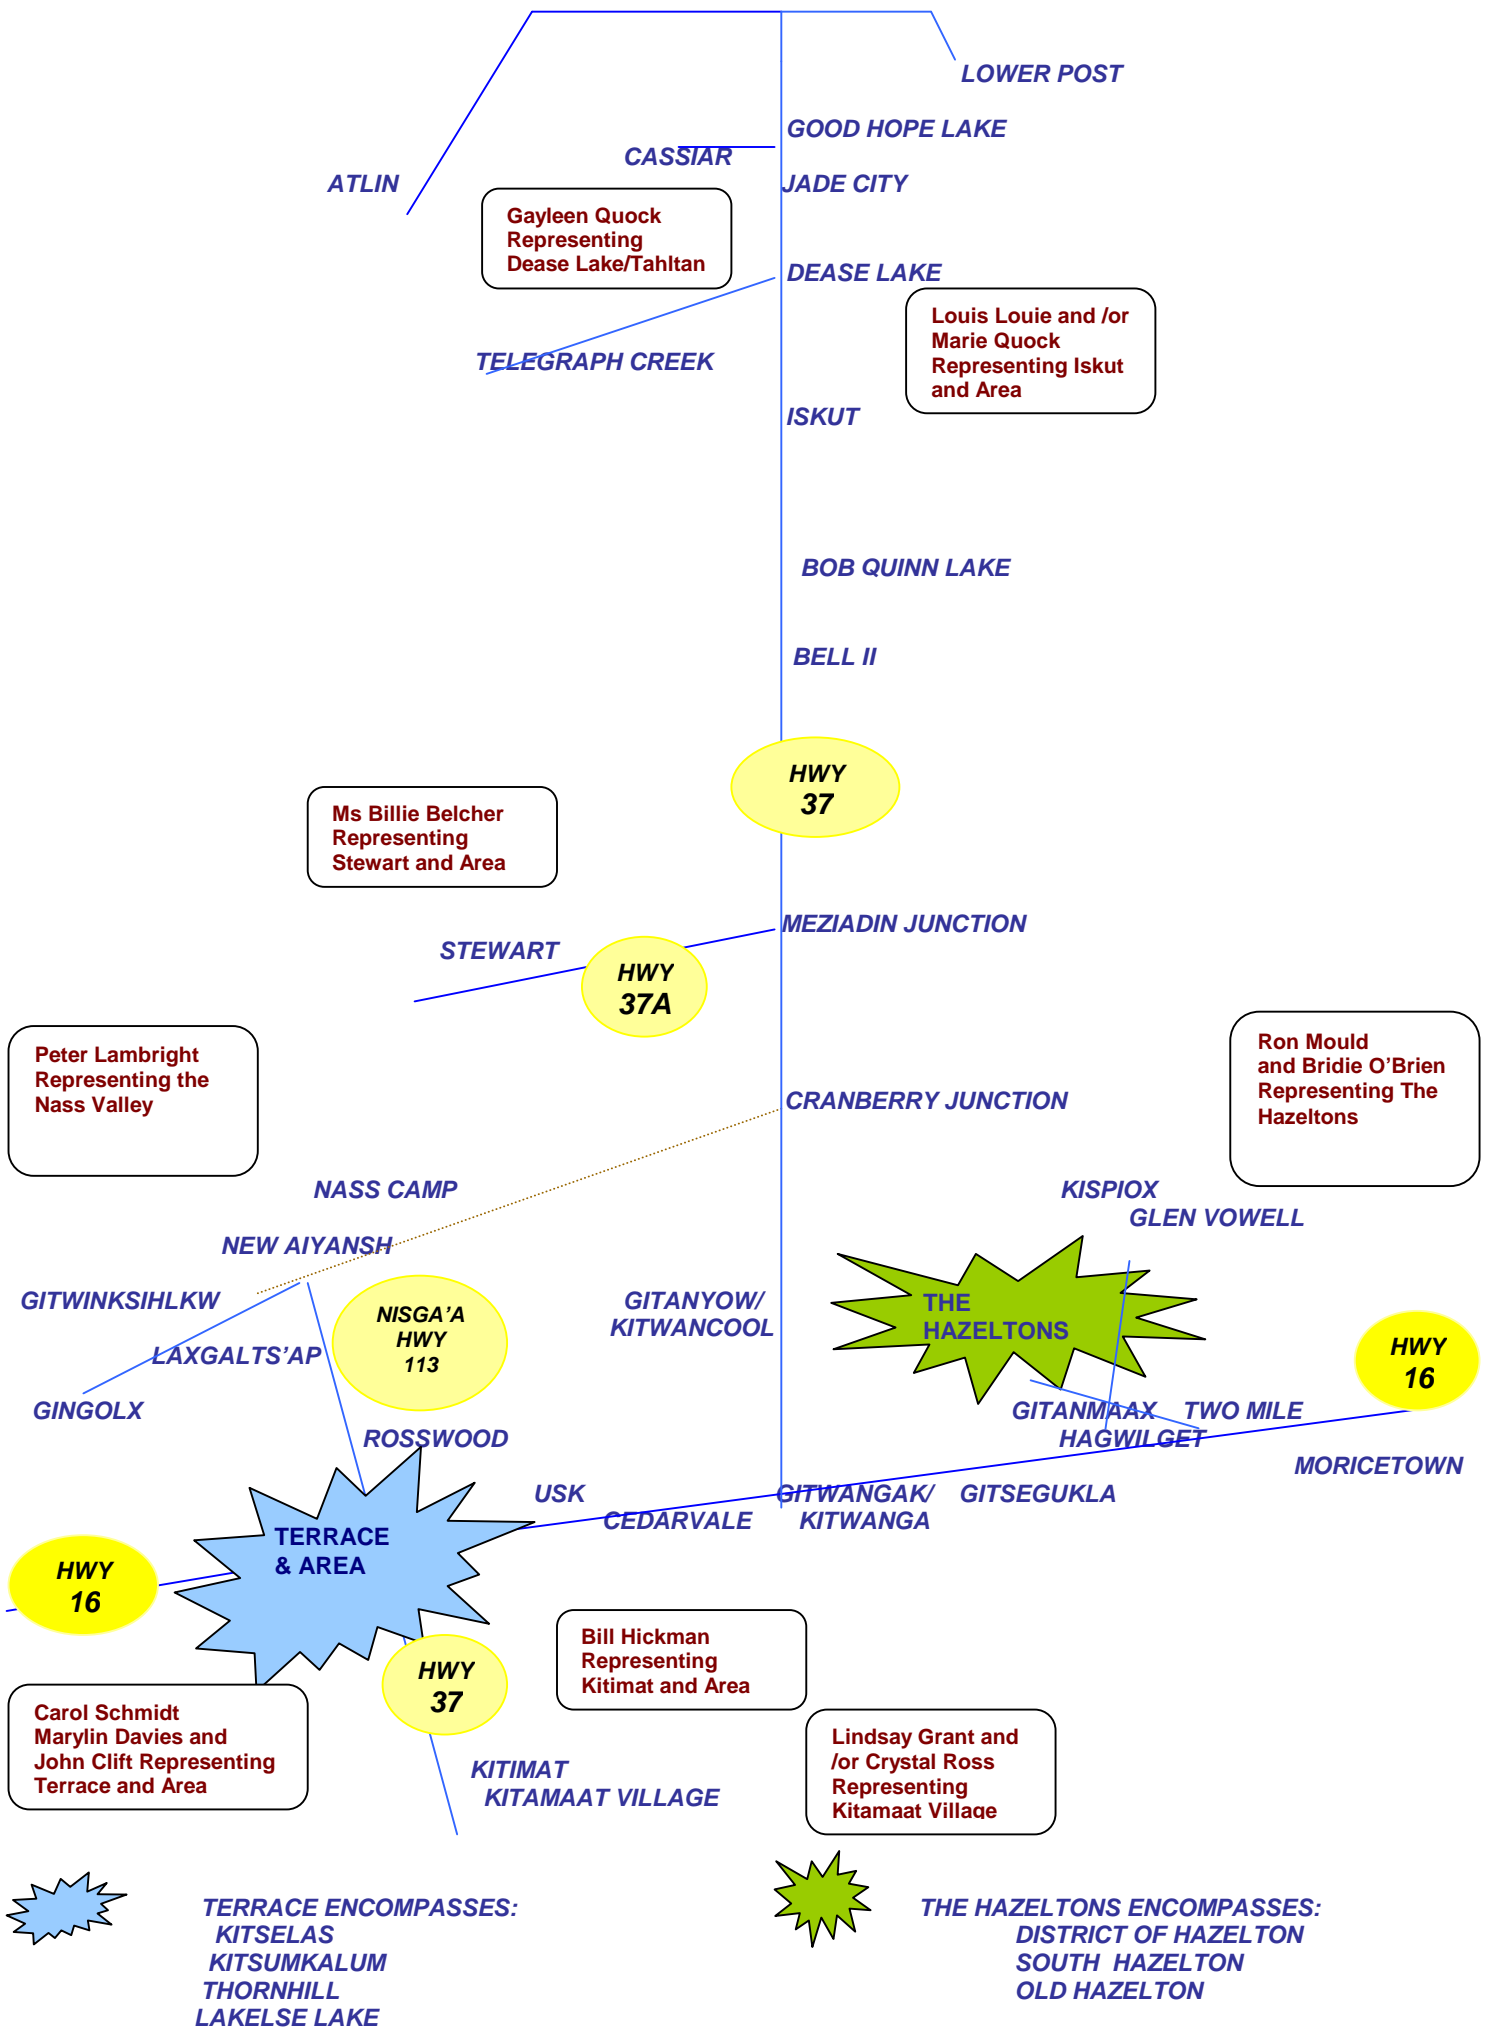 LOWER POST
GOOD HOPE LAKE
CASSIAR
ATLIN
JADE CITY
Gayleen Quock
Representing
Dease Lake/Tahltan
DEASE LAKE
Louis Louie and /or
Marie Quock
Representing Iskut
and Area
TELEGRAPH CREEK
ISKUT
BOB QUINN LAKE
BELL II
HWY
37
Ms Billie Belcher
Representing
Stewart and Area
MEZIADIN JUNCTION
STEWART
HWY
37A
Peter Lambright
Representing the
Nass Valley
Ron Mould
and Bridie O’Brien
Representing The
Hazeltons
CRANBERRY JUNCTION
NASS CAMP
KISPIOX
GLEN VOWELL
NEW AIYANSH
GITWINKSIHLKW
NISGA’A
HWY
113
GITANYOW/
KITWANCOOL
THE
HAZELTONS
HWY
16
LAXGALTS’AP
GINGOLX
GITANMAAX TWO MILE
HAGWILGET
ROSSWOOD
MORICETOWN
USK
GITWANGAK/
GITSEGUKLA
CEDARVALE
KITWANGA
TERRACE
& AREA
HWY
16
Bill Hickman
Representing
Kitimat and Area
HWY
37
Carol Schmidt
Marylin Davies and
John Clift Representing
Terrace and Area
Lindsay Grant and
/or Crystal Ross
Representing
Kitamaat Village
KITIMAT
KITAMAAT VILLAGE
TERRACE ENCOMPASSES:
KITSELAS
KITSUMKALUM
THORNHILL
LAKELSE LAKE
THE HAZELTONS ENCOMPASSES:
DISTRICT OF HAZELTON
SOUTH HAZELTON
OLD HAZELTON